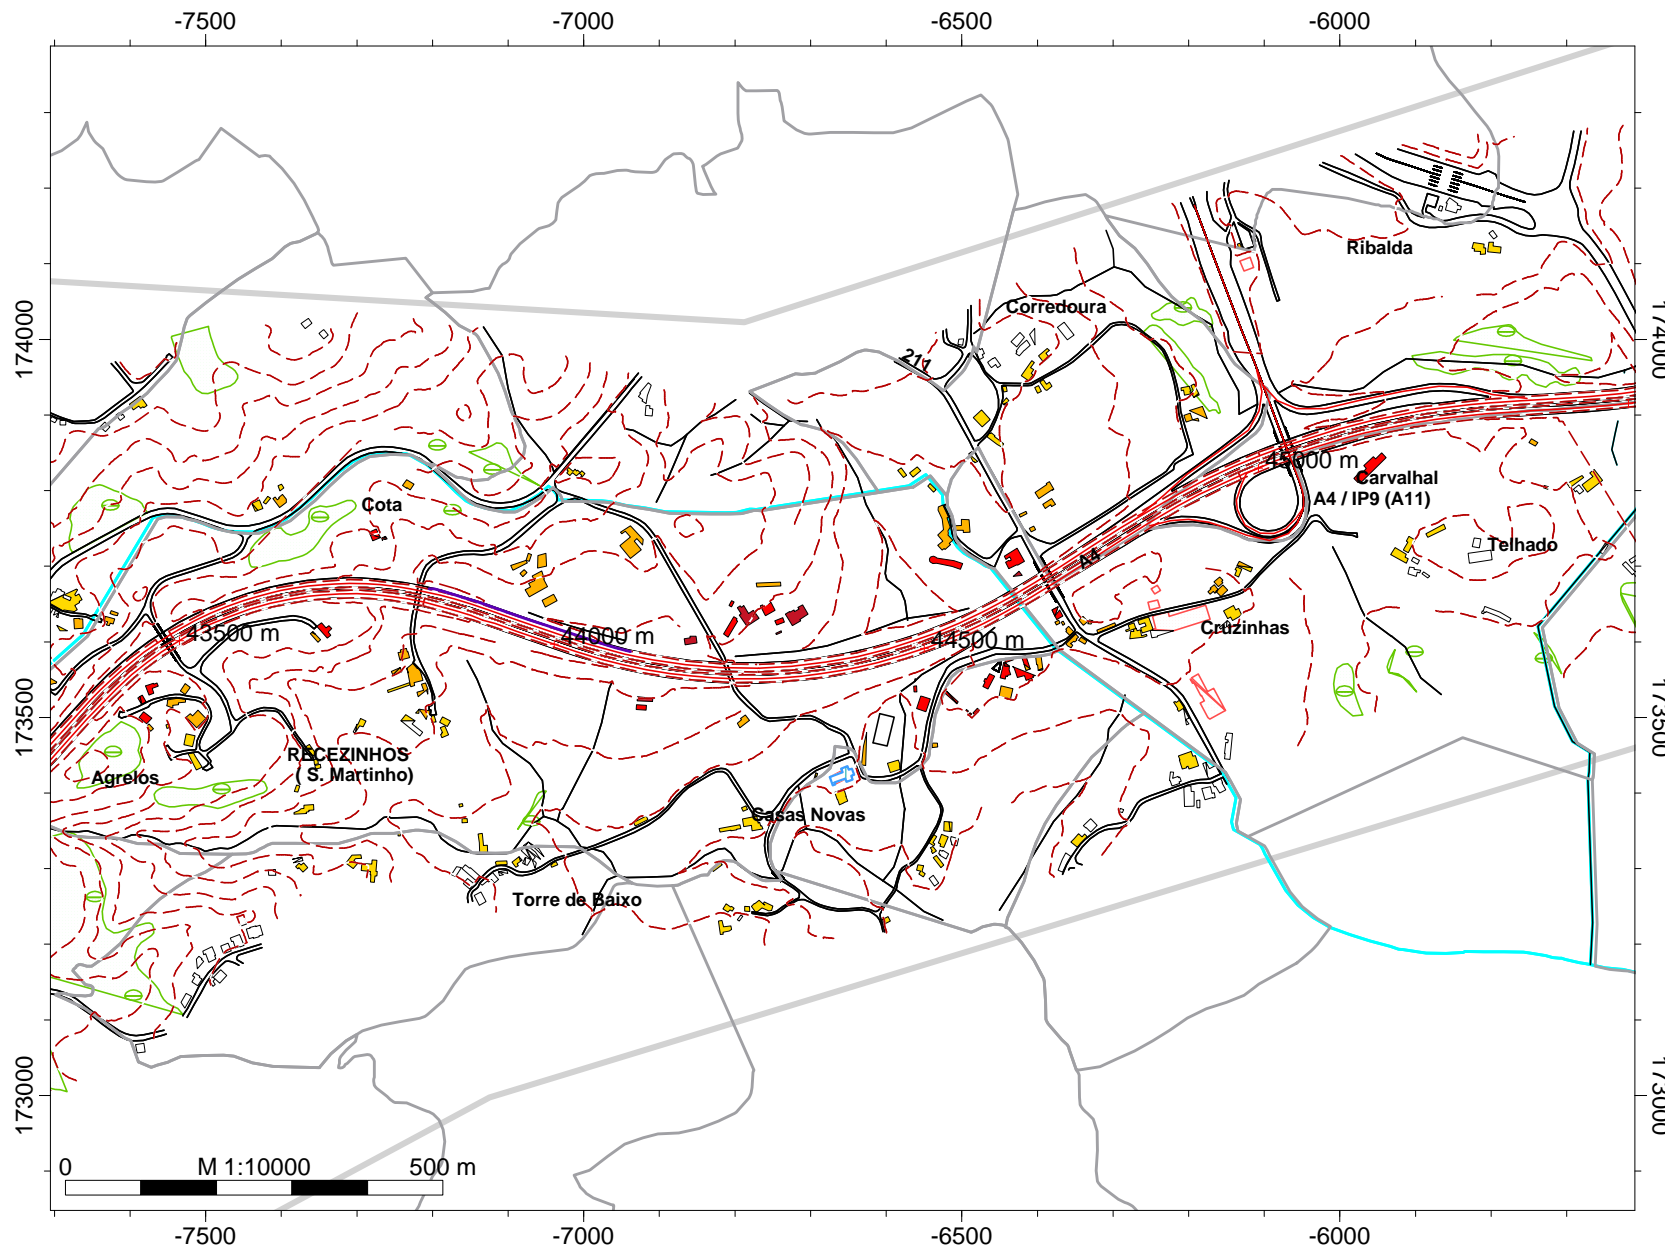 -7500 -7000 -6500 -6000
Ribalda
Corredoura
174000
174000
211
45000 m
Carvalhal
A4 / IP9 (A11)
Cota
Telhado
A4
43500 m
44000 m
44500 m
Cruzinhas
173500
173500
RECEZINHOS
( S. Martinho)
Agrelos
Casas Novas
Torre de Baixo
173000
173000
0 M 1:10000 500 m
-7500 -7000 -6500 -6000